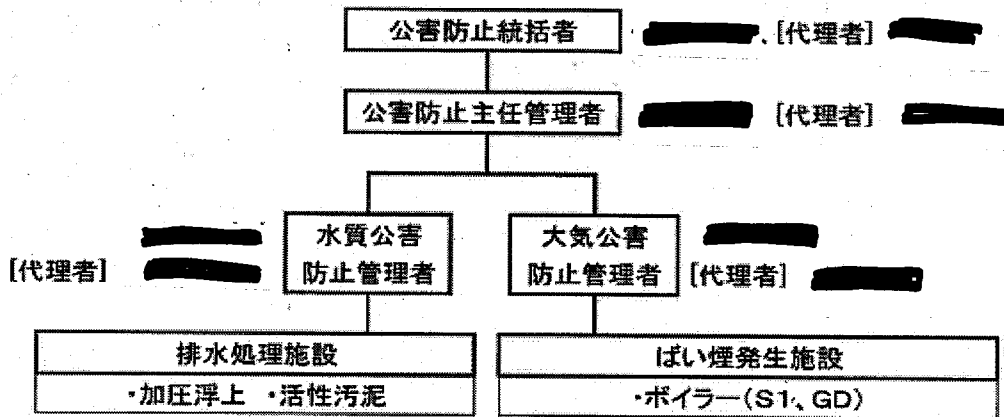 公害防止統括者 、[代理者]
公害防止主任管理者 [代理者]
水質公害
防止管理者
[代理者]
大気公害
防止管理者
[代理者]
排水処理施設
・加圧浮上 ・活性汚泥
ばい煙発生施設
・ボイラー(S1、GD)